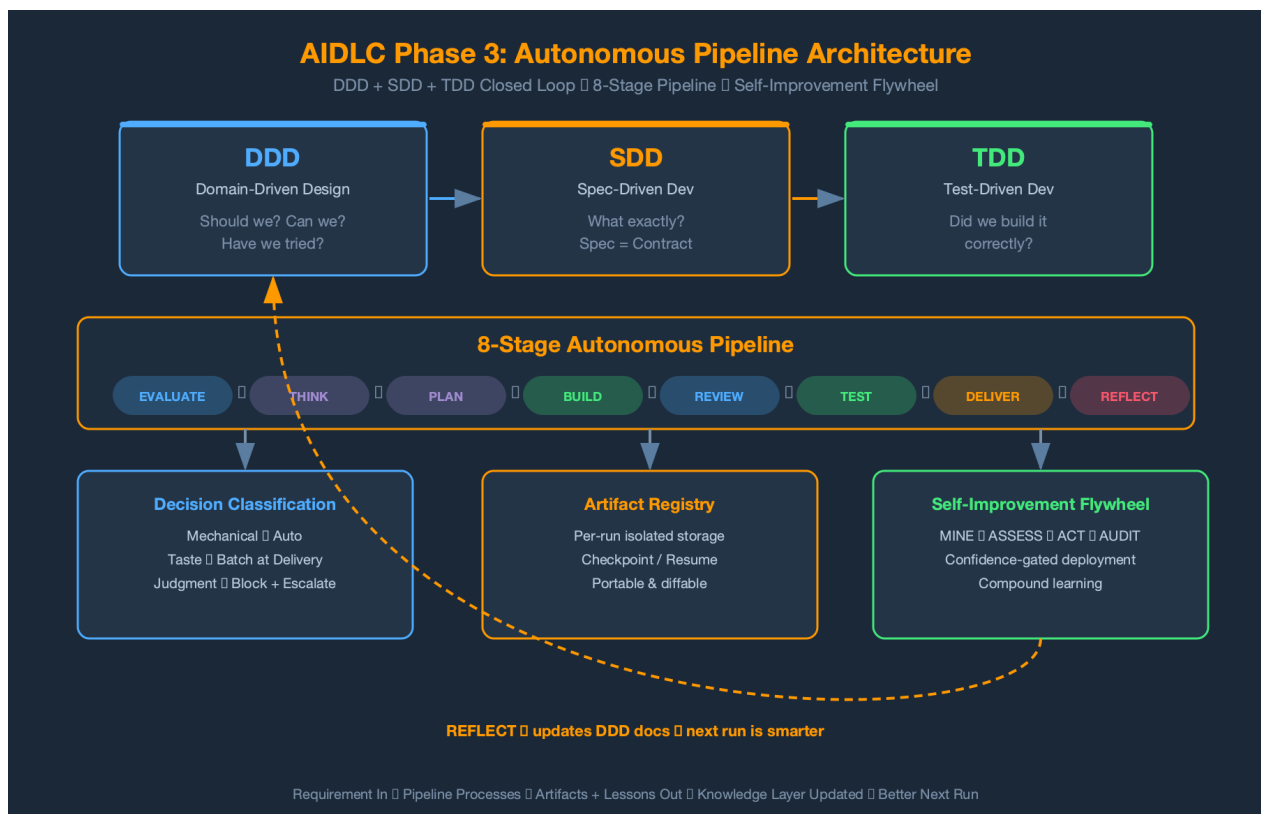 AIDLC Phase 3: Autonomous Pipeline Architecture
DDD + SDD + TDD Closed Loop ▯ 8-Stage Pipeline ▯ Self-Improvement Flywheel
DDD
Domain-Driven Design
Should we? Can we?
Have we tried?
SDD
Spec-Driven Dev
What exactly?
Spec = Contract
TDD
Test-Driven Dev
Did we build it
correctly?
8-Stage Autonomous Pipeline
EVALUATE ▯ THINK ▯ PLAN ▯ BUILD ▯ REVIEW ▯ TEST ▯ DELIVER ▯ REFLECT
Decision Classification
Mechanical ▯ Auto
Taste ▯ Batch at Delivery
Judgment ▯ Block + Escalate
Artifact Registry
Per-run isolated storage
Checkpoint / Resume
Portable & diffable
Self-Improvement Flywheel
MINE ▯ ASSESS ▯ ACT ▯ AUDIT
Confidence-gated deployment
Compound learning
REFLECT ▯ updates DDD docs ▯ next run is smarter
Requirement In ▯ Pipeline Processes ▯ Artifacts + Lessons Out ▯ Knowledge Layer Updated ▯ Better Next Run